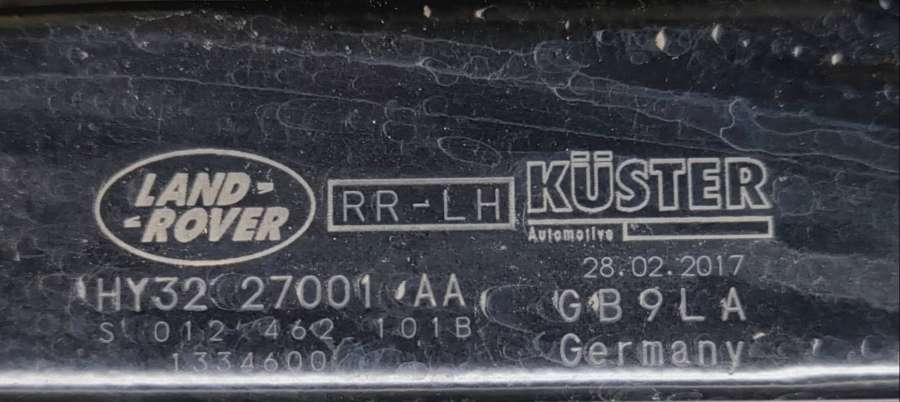 LAND-
-ROVER
RR-LH
KÜSTER
Automotive
28.02.2017
HY32 27001 AA
GB9LA
S 012 462 101B
Germany
1334600